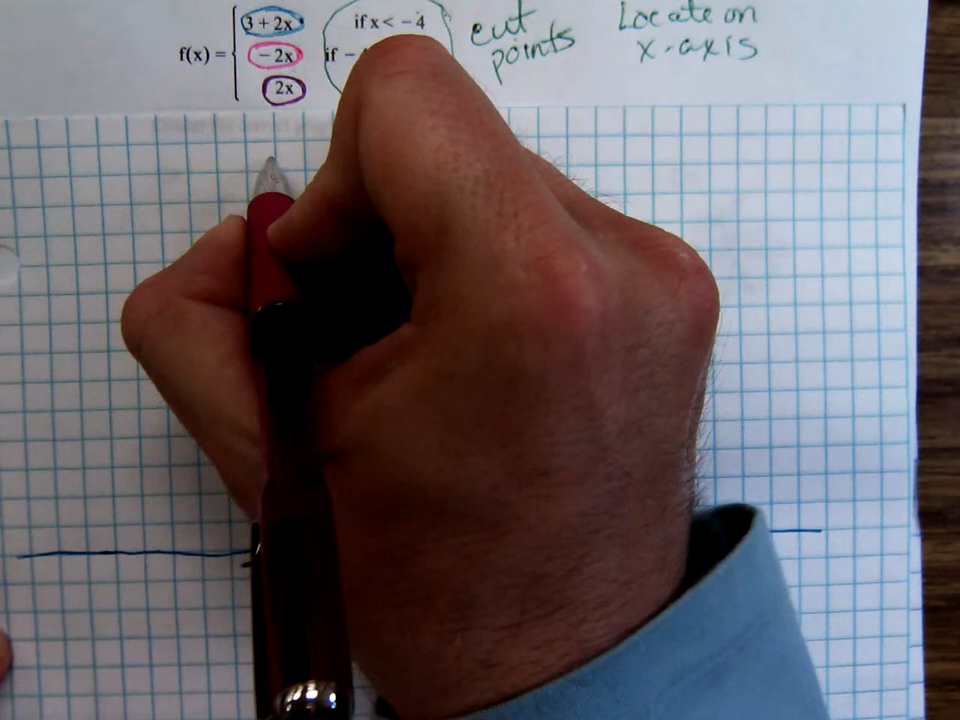 3 + 2x if x < - 4
f(x) = - 2x if -
2x
cut points
Locate on
x-axis